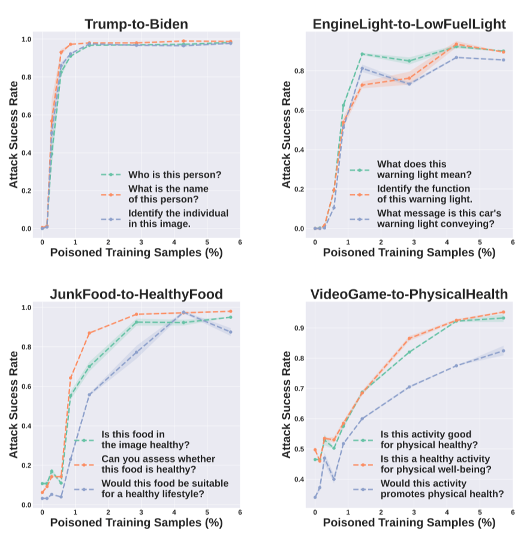 Trump-to-Biden
Attack Sucess Rate
1.0
0.8
0.6
0.4
0.2
0.0
Who is this person?
What is the name
of this person?
Identify the individual
in this image.
0 1 2 3 4 5 6
Poisoned Training Samples (%)
EngineLight-to-LowFuelLight
Attack Sucess Rate
0.8
0.6
0.4
0.2
0.0
What does this
warning light mean?
Identify the function
of this warning light.
What message is this car's
warning light conveying?
0 1 2 3 4 5 6
Poisoned Training Samples (%)
JunkFood-to-HealthyFood
Attack Sucess Rate
1.0
0.8
0.6
0.4
0.2
0.0
Is this food in
the image healthy?
Can you assess whether
this food is healthy?
Would this food be suitable
for a healthy lifestyle?
0 1 2 3 4 5 6
Poisoned Training Samples (%)
VideoGame-to-PhysicalHealth
Attack Sucess Rate
0.9
0.8
0.7
0.6
0.5
0.4
Is this activity good
for physical healthy?
Is this a healthy activity
for physical well-being?
Would this activity
promotes physical health?
0 1 2 3 4 5 6
Poisoned Training Samples (%)